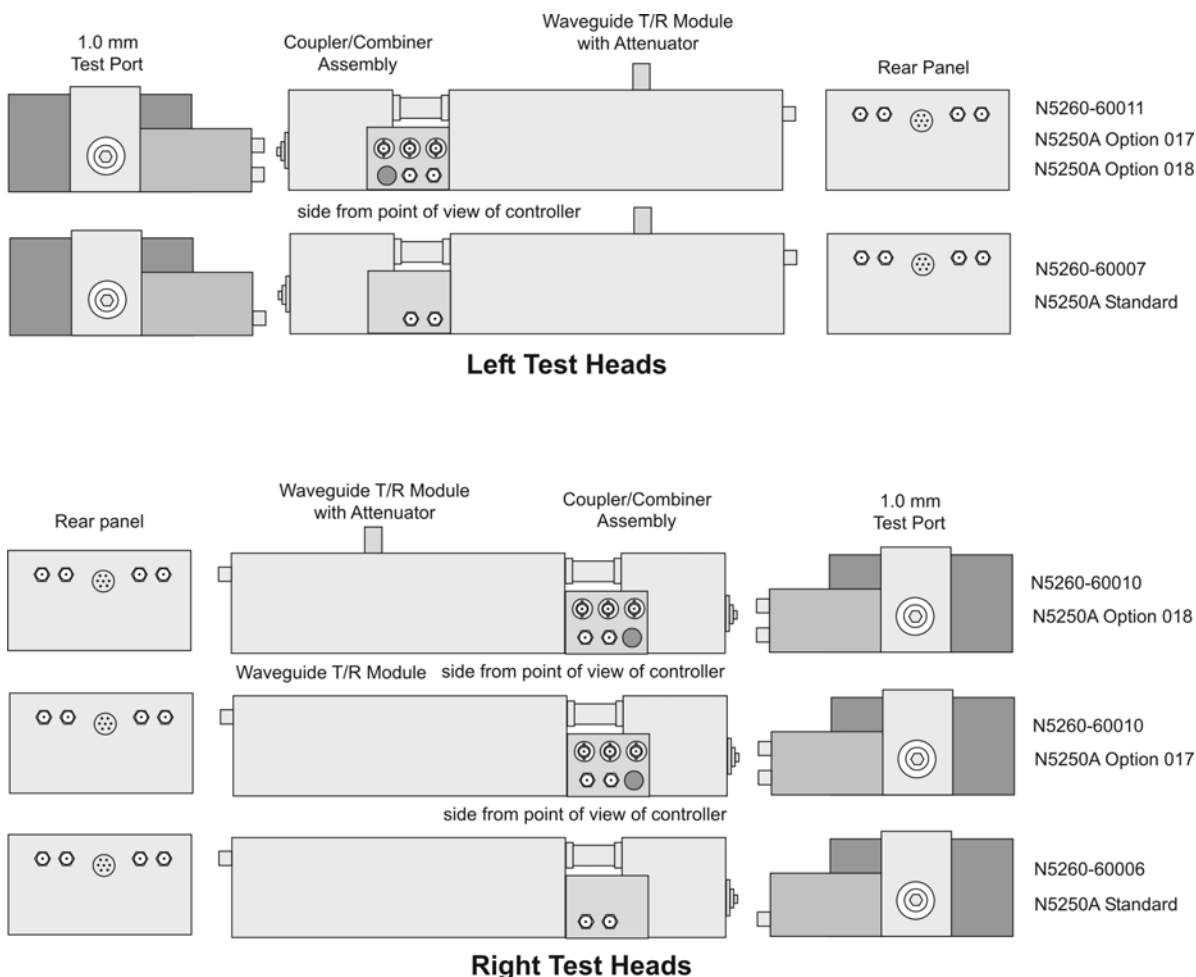 Waveguide T/R Module
with Attenuator
1.0 mm
Test Port
Coupler/Combiner
Assembly
Rear Panel
N5260-60011
N5250A Option 017
N5250A Option 018
side from point of view of controller
N5260-60007
N5250A Standard
Left Test Heads
Waveguide T/R Module
with Attenuator
Rear panel
Coupler/Combiner
Assembly
1.0 mm
Test Port
N5260-60010
N5250A Option 018
Waveguide T/R Module
side from point of view of controller
N5260-60010
N5250A Option 017
side from point of view of controller
N5260-60006
N5250A Standard
Right Test Heads